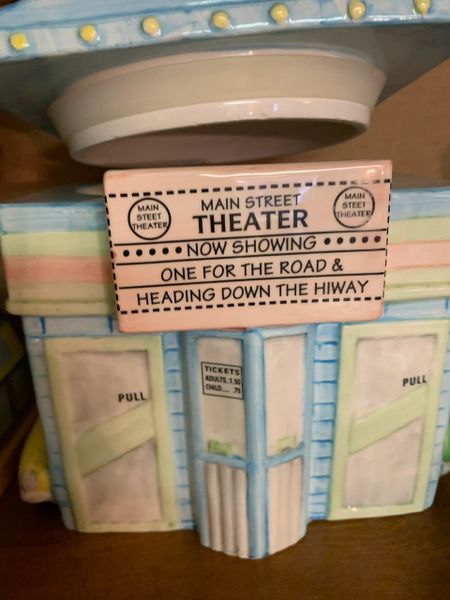 MAIN
STEET
THEATER
MAIN STREET
THEATER
MAIN
STEET
THEATER
NOW SHOWING
ONE FOR THE ROAD &
HEADING DOWN THE HIWAY
TICKETS
ADULTS..1.50
CHILD.... .75
PULL
PULL